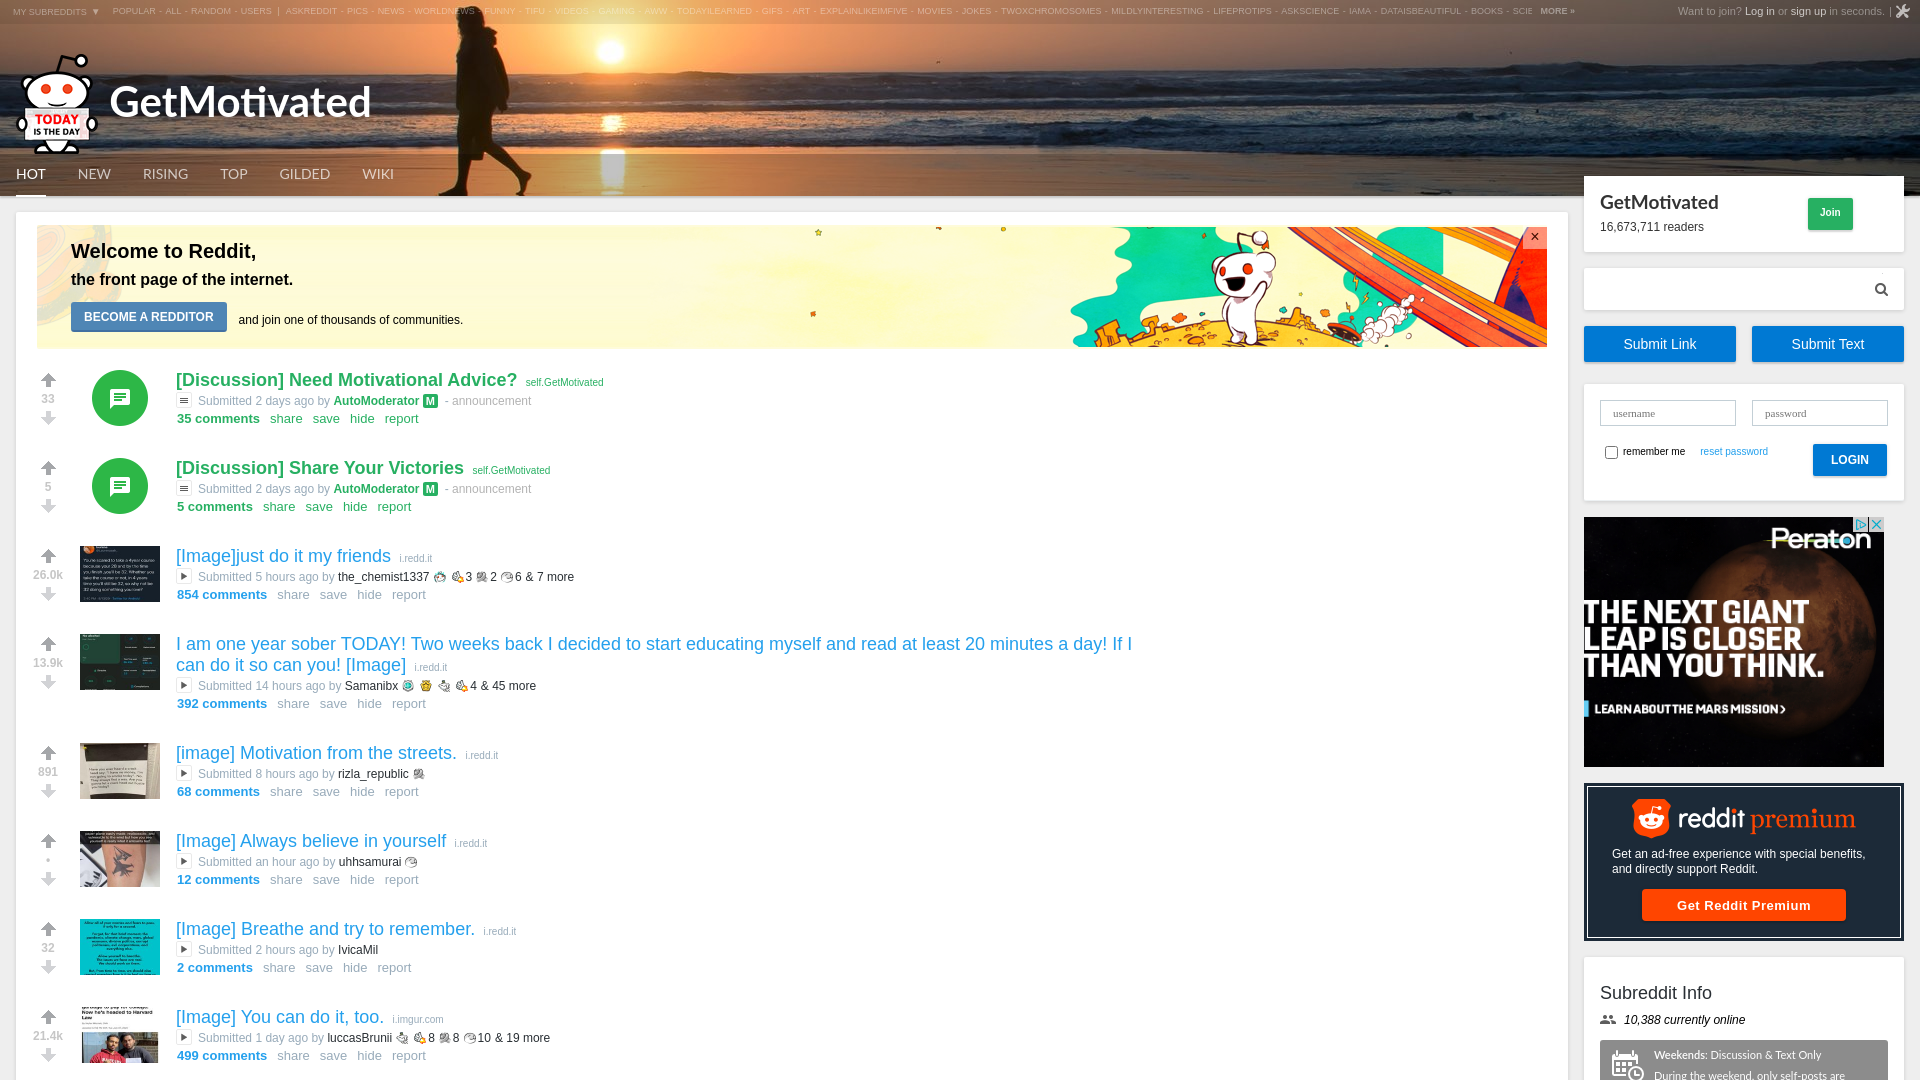 MY SUBREDDITS ▼ POPULAR - ALL - RANDOM - USERS | ASKREDDIT - PICS - NEWS - WORLDNEWS - FUNNY - TIFU - VIDEOS - GAMING - AWW - TODAYILEARNED - GIFS - ART - EXPLAINLIKEIMFIVE - MOVIES - JOKES - TWOXCHROMOSOMES - MILDLYINTERESTING - LIFEPROTIPS - ASKSCIENCE - IAMA - DATAISBEAUTIFUL - BOOKS - SCIE MORE »
Want to join? Log in or sign up in seconds. |
TODAY
IS THE DAY
GetMotivated
HOT NEW RISING TOP GILDED WIKI
Welcome to Reddit,
the front page of the internet.
BECOME A REDDITOR and join one of thousands of communities.
×
33
[Discussion] Need Motivational Advice? self.GetMotivated
Submitted 2 days ago by AutoModerator M - announcement
35 comments share save hide report
5
[Discussion] Share Your Victories self.GetMotivated
Submitted 2 days ago by AutoModerator M - announcement
5 comments share save hide report
26.0k
[Image]just do it my friends i.redd.it
Submitted 5 hours ago by the_chemist1337 3 2 6 & 7 more
854 comments share save hide report
13.9k
I am one year sober TODAY! Two weeks back I decided to start educating myself and read at least 20 minutes a day! If I
can do it so can you! [Image] i.redd.it
Submitted 14 hours ago by Samanibx 4 & 45 more
392 comments share save hide report
891
[image] Motivation from the streets. i.redd.it
Submitted 8 hours ago by rizla_republic
68 comments share save hide report
•
[Image] Always believe in yourself i.redd.it
Submitted an hour ago by uhhsamurai
12 comments share save hide report
32
[Image] Breathe and try to remember. i.redd.it
Submitted 2 hours ago by IvicaMil
2 comments share save hide report
21.4k
Now he's headed to Harvard
Law
[Image] You can do it, too. i.imgur.com
Submitted 1 day ago by luccasBrunii 8 8 10 & 19 more
499 comments share save hide report
GetMotivated
16,673,711 readers
Join
Submit Link Submit Text
username password
remember me reset password LOGIN
Peraton
THE NEXT GIANT
LEAP IS CLOSER
THAN YOU THINK.
LEARN ABOUT THE MARS MISSION >
reddit premium
Get an ad-free experience with special benefits,
and directly support Reddit.
Get Reddit Premium
Subreddit Info
10,388 currently online
Weekends: Discussion & Text Only
During the weekend, only self-posts are